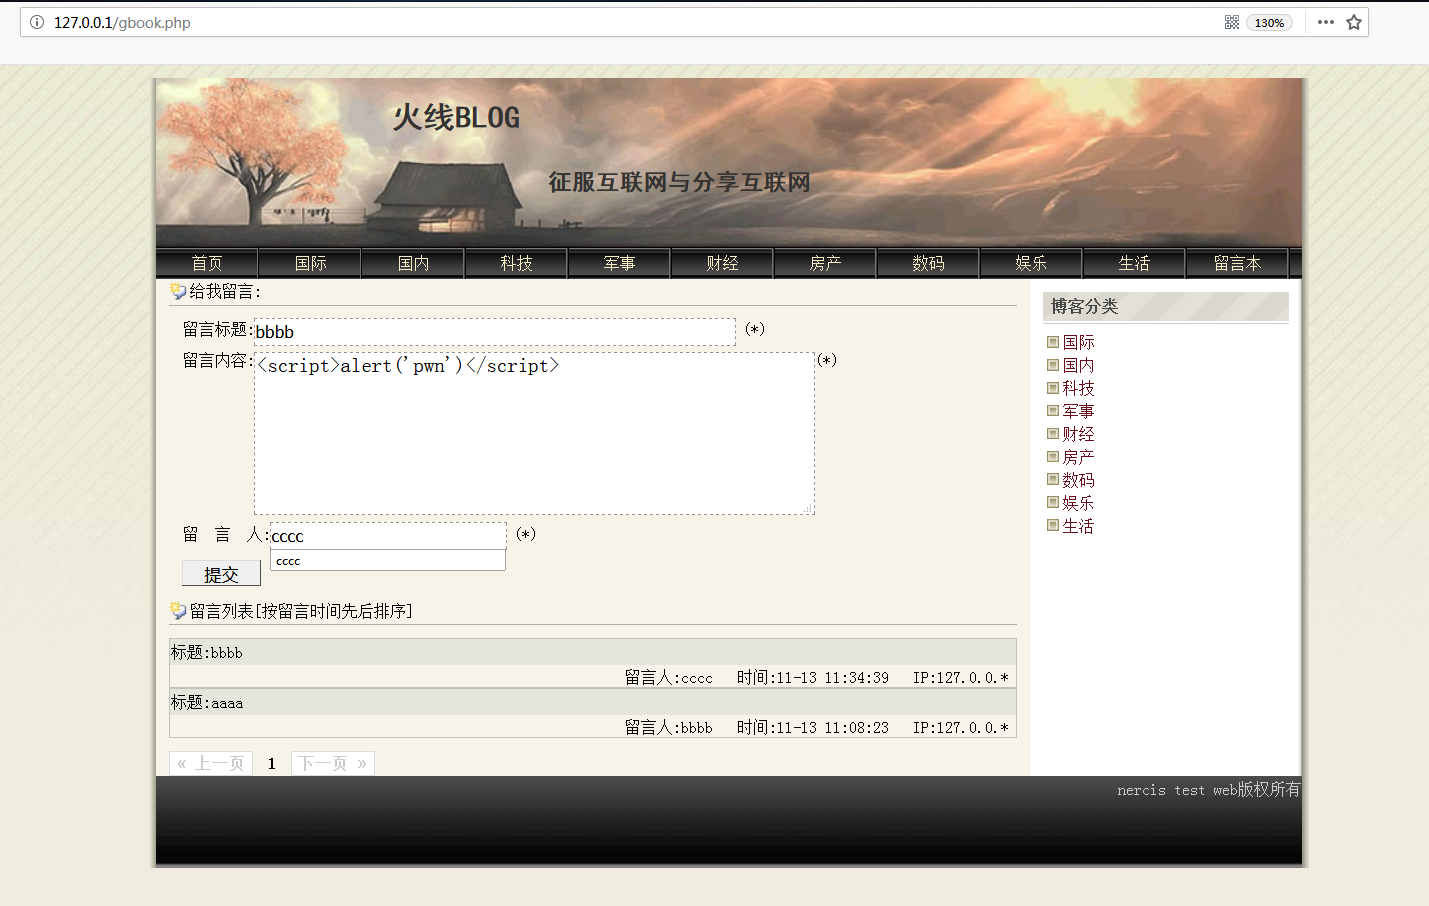 127.0.0.1/gbook.php
130%
火线BLOG
征服互联网与分享互联网
首页 国际 国内 科技 军事 财经 房产 数码 娱乐 生活 留言本
给我留言:
留言标题:bbbb (*)
留言内容:<script>alert('pwn')</script> (*)
留 言 人:cccc (*)
cccc
提交
留言列表[按留言时间先后排序]
标题:bbbb
留言人:cccc 时间:11-13 11:34:39 IP:127.0.0.*
标题:aaaa
留言人:bbbb 时间:11-13 11:08:23 IP:127.0.0.*
« 上一页 1 下一页 »
博客分类
国际
国内
科技
军事
财经
房产
数码
娱乐
生活
nercis test web版权所有